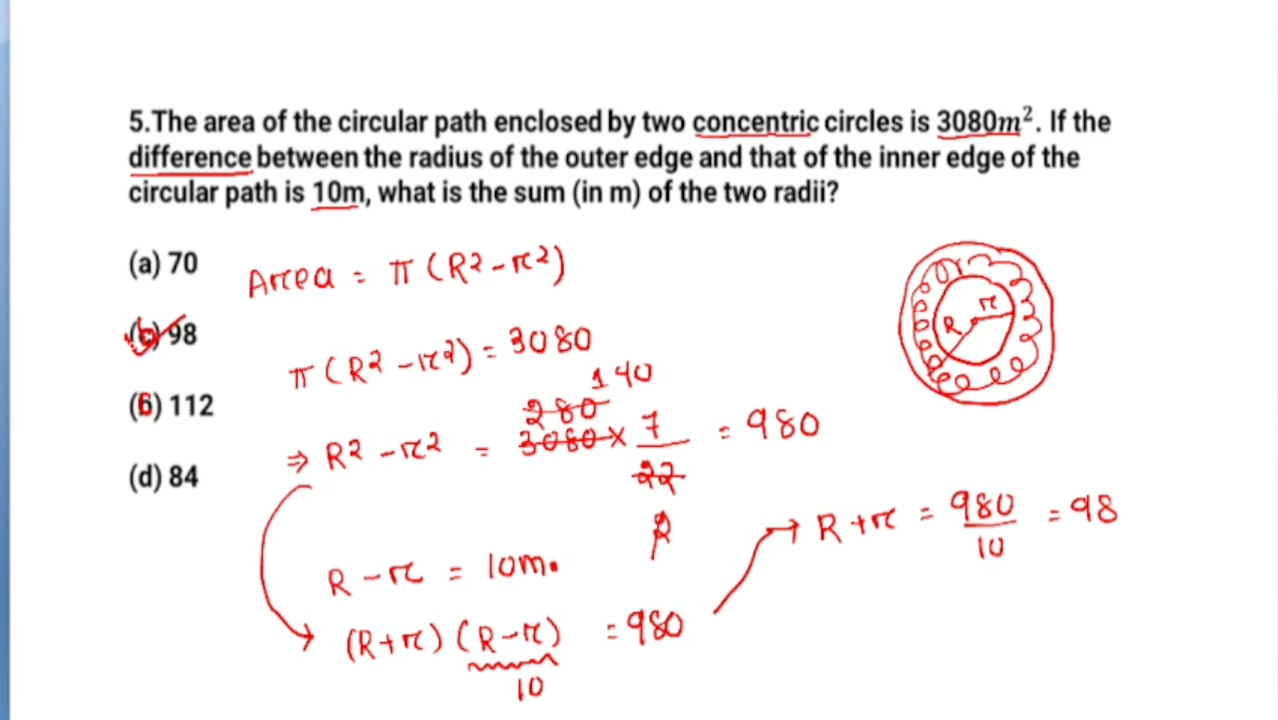 5.The area of the circular path enclosed by two concentric circles is 3080m². If the
difference between the radius of the outer edge and that of the inner edge of the
circular path is 10m, what is the sum (in m) of the two radii?
(a) 70
Area = π (R² - r²)
(b) 98
π (R² - r²) = 3080
R r
140
280
(c) 112
⇒ R² - r² = 3080 × 7/22 = 980
(d) 84
2
→ R + r = 980/10 = 98
R - r = 10m.
(R + r) (R - r) = 980
10